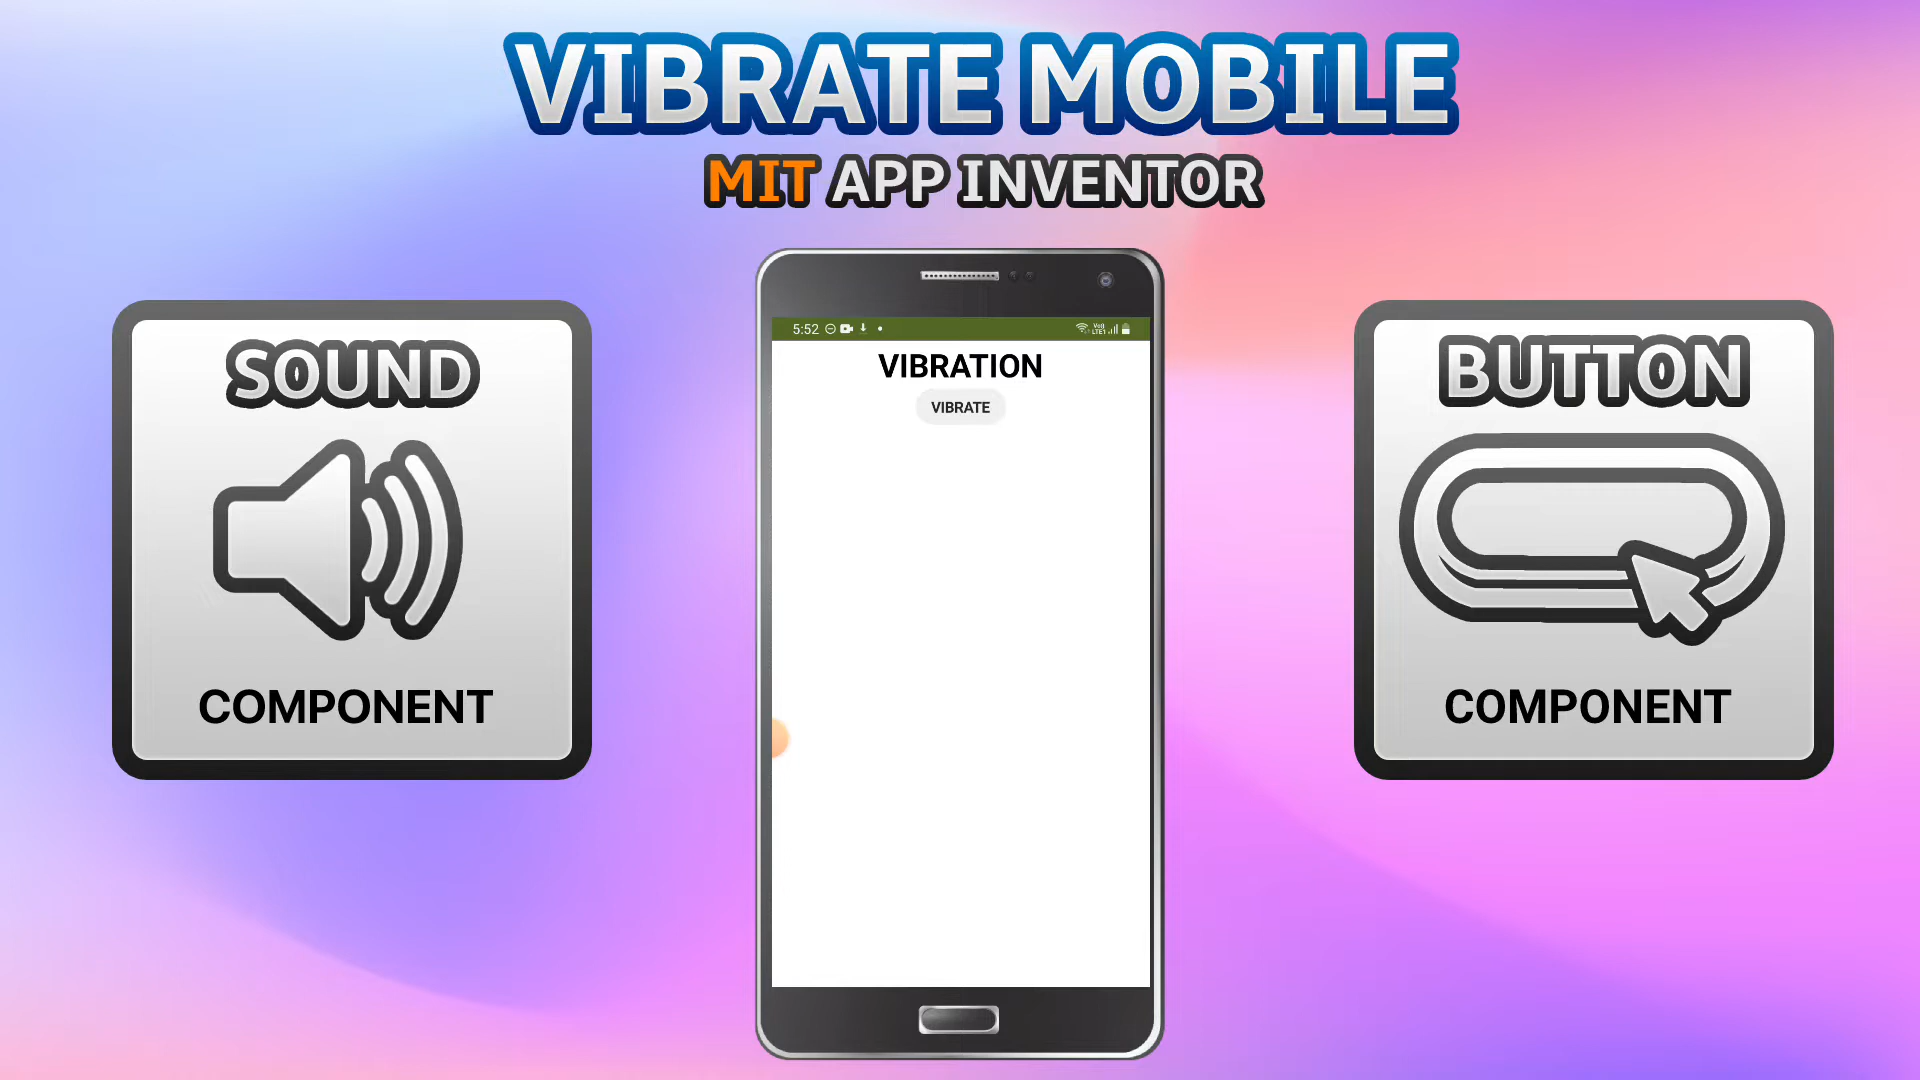 VIBRATE MOBILE
MIT APP INVENTOR
SOUND
COMPONENT
5:52
VIBRATION
VIBRATE
BUTTON
COMPONENT